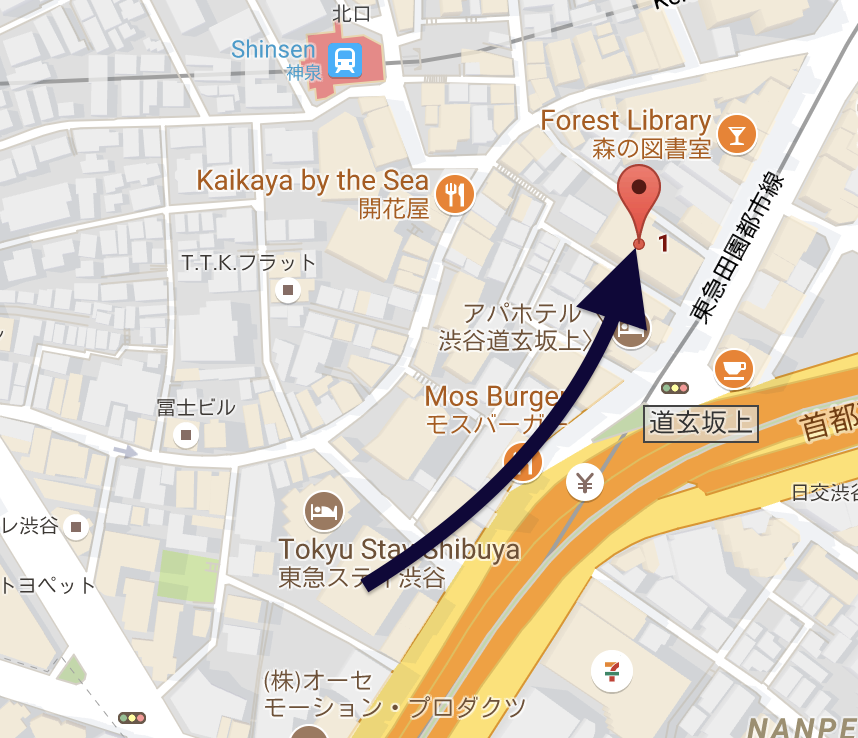 北口
Shinsen
神泉
Forest Library
森の図書室
Kaikaya by the Sea
開花屋
1
東急田園都市線
T.T.K.フラット
アパホテル
渋谷道玄坂上〉
Mos Burger
モスバーガー
冨士ビル
道玄坂上
首都
¥
日交渋谷
レ渋谷
Tokyu Stay Shibuya
東急ステイ渋谷
トヨペット
7
(株)オーセ
モーション・プロダクツ
NANPE